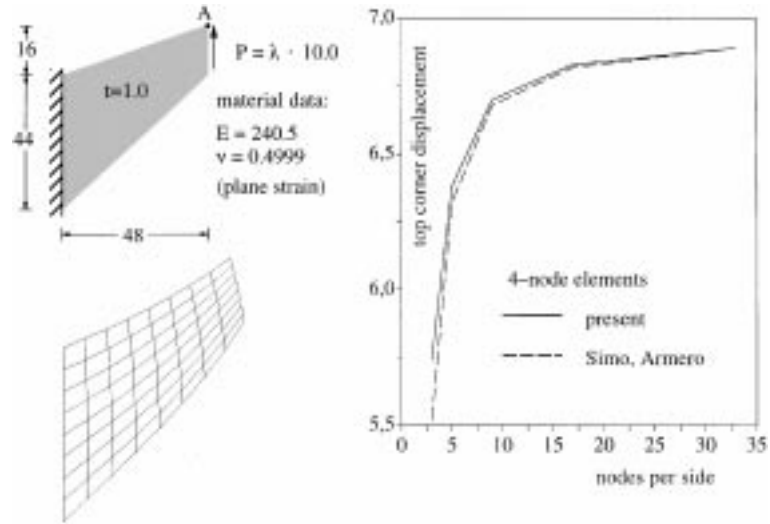 A
16
P = λ · 10.0
t=1.0
material data:
44
E = 240.5
ν = 0.4999
(plane strain)
48
7,0
6,5
6,0
5,5
top corner displacement
4-node elements
present
Simo, Armero
0 5 10 15 20 25 30 35
nodes per side